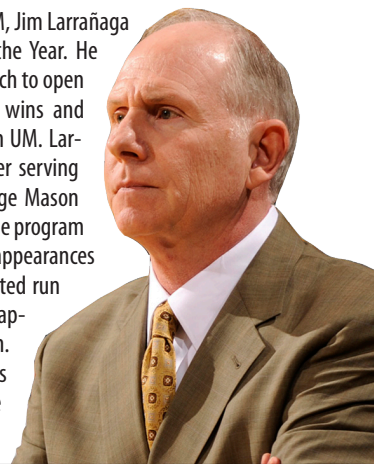 M, Jim Larrañaga
the Year. He
ch to open
wins and
n UM. Lar-
er serving
ge Mason
e program
appearances
ted run
ap-
n.
s
e